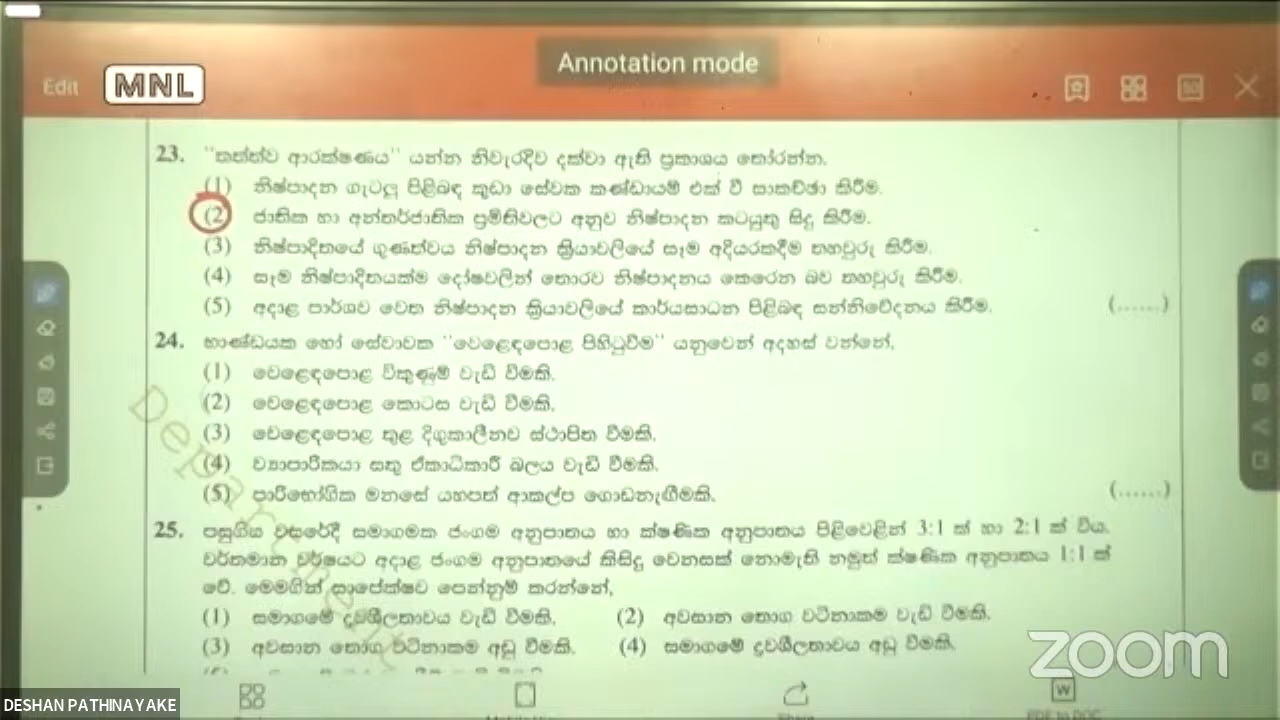 Annotation mode
Edit
MNL
23. "තත්ත්ව ආරක්ෂණය" යන්න නිවැරදිව දක්වා ඇති ප්‍රකාශය තෝරන්න.
(1) නිෂ්පාදන ගැටලු පිළිබඳ කුඩා සේවක කණ්ඩායම් එක් වී සාකච්ඡා කිරීම.
(2) ජාතික හා අන්තර්ජාතික ප්‍රමිතිවලට අනුව නිෂ්පාදන කටයුතු සිදු කිරීම.
(3) නිෂ්පාදිතයේ ගුණත්වය නිෂ්පාදන ක්‍රියාවලියේ සෑම අදියරකදීම තහවුරු කිරීම.
(4) සෑම නිෂ්පාදිතයක්ම දෝෂවලින් තොරව නිෂ්පාදනය කෙරෙන බව තහවුරු කිරීම.
(5) අදාළ පාර්ශව වෙත නිෂ්පාදන ක්‍රියාවලියේ කාර්යසාධන පිළිබඳ සන්නිවේදනය කිරීම. (......)
24. භාණ්ඩයක හෝ සේවාවක "වෙළෙඳපොළ පිහිටුවීම" යනුවෙන් අදහස් වන්නේ,
(1) වෙළෙඳපොළ විකුණුම් වැඩි වීමකි.
(2) වෙළෙඳපොළ කොටස වැඩි වීමකි.
(3) වෙළෙඳපොළ තුළ දිගුකාලීනව ස්ථාපිත වීමකි.
(4) ව්‍යාපාරිකයා සතු ඒකාධිකාරී බලය වැඩි වීමකි.
(5) පාරිභෝගික මනසේ යහපත් ආකල්ප ගොඩනැඟීමකි. (......)
25. පසුගිය වසරේදී සමාගමක ජංගම අනුපාතය හා ක්ෂණික අනුපාතය පිළිවෙළින් 3:1 ක් හා 2:1 ක් විය.
වර්තමාන වර්ෂයට අදාළ ජංගම අනුපාතයේ කිසිදු වෙනසක් නොමැති නමුත් ක්ෂණික අනුපාතය 1:1 ක්
වේ. මෙමගින් සාපේක්ෂව පෙන්නුම් කරන්නේ,
(1) සමාගමේ ද්‍රවශීලතාවය වැඩි වීමකි. (2) අවසාන තොග වටිනාකම වැඩි වීමකි.
(3) අවසාන තොග වටිනාකම අඩු වීමකි. (4) සමාගමේ ද්‍රවශීලතාවය අඩු වීමකි.
zoom
DESHAN PATHINAYAKE